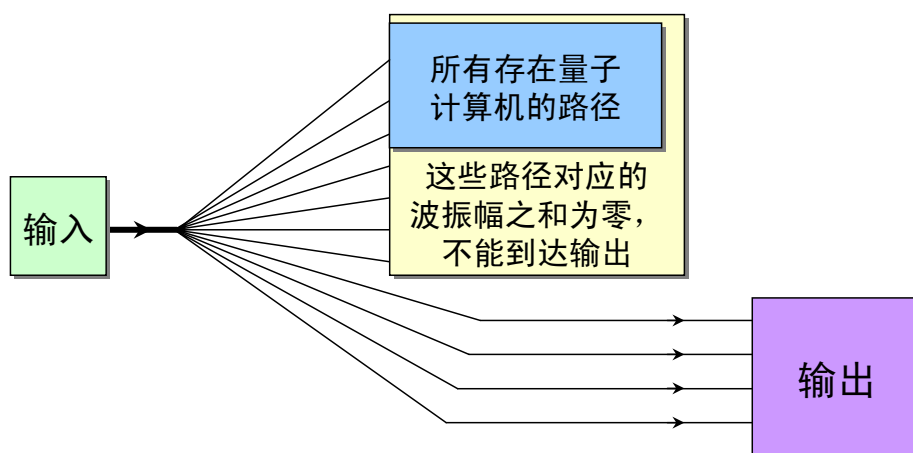 所有存在量子
计算机的路径
这些路径对应的
波振幅之和为零，
不能到达输出
输入
输出